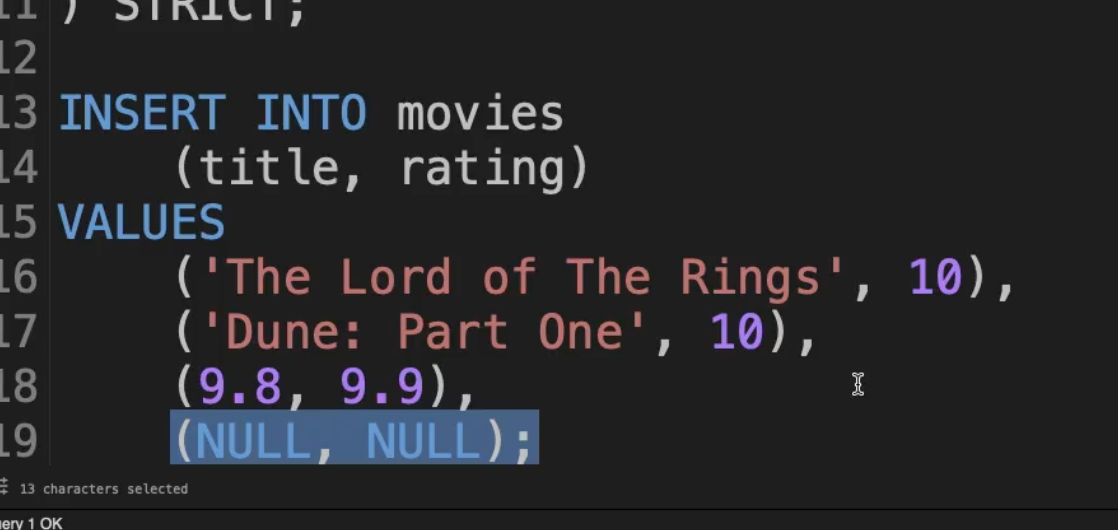 11 ) STRICT;
12
13 INSERT INTO movies
14 (title, rating)
15 VALUES
16 ('The Lord of The Rings', 10),
17 ('Dune: Part One', 10),
18 (9.8, 9.9),
19 (NULL, NULL);
13 characters selected
uery 1 OK